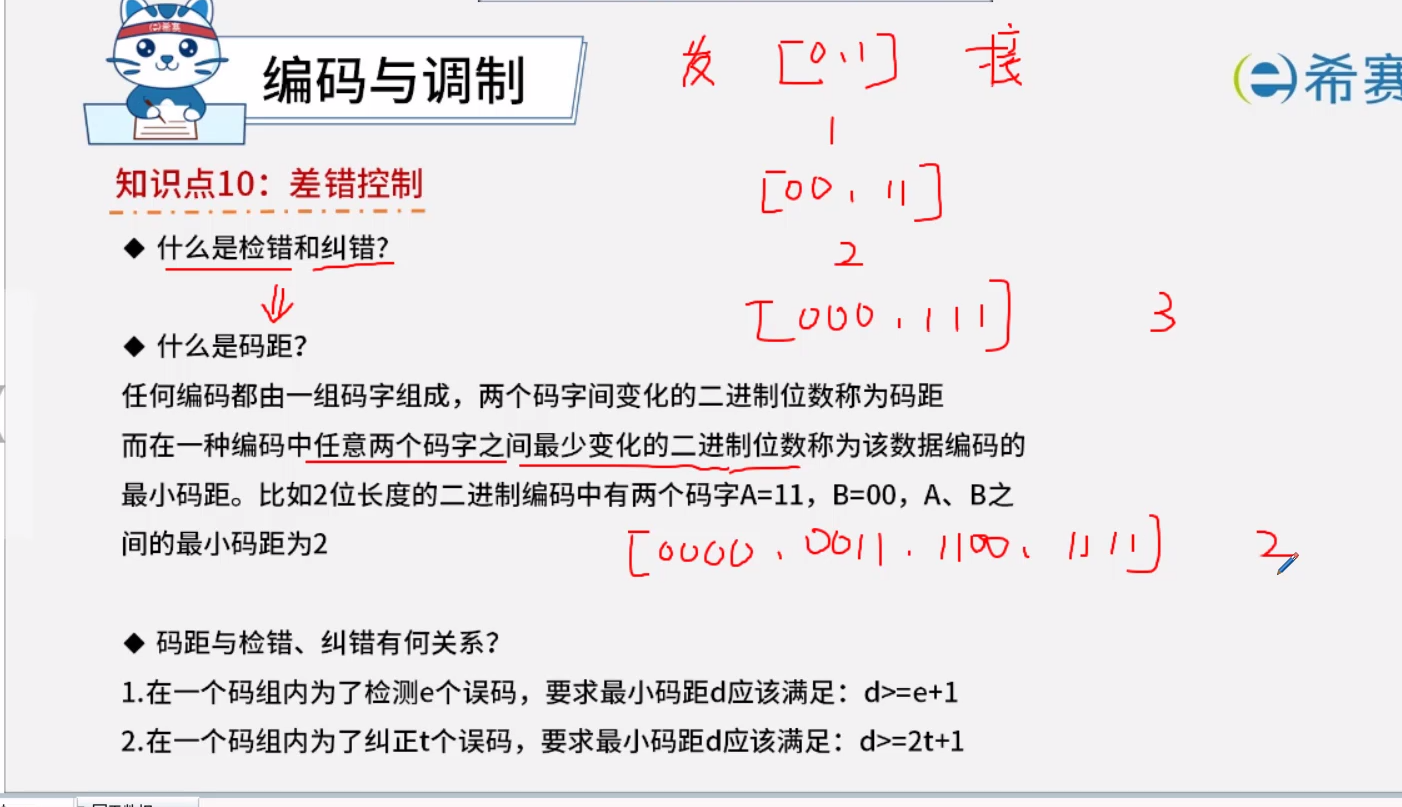 编码与调制
发 [0,1] 接
希赛
1
知识点10：差错控制
[00, 11]
◆ 什么是检错和纠错?
2
[000, 111] 3
◆ 什么是码距?
任何编码都由一组码字组成，两个码字间变化的二进制位数称为码距
而在一种编码中任意两个码字之间最少变化的二进制位数称为该数据编码的
最小码距。比如2位长度的二进制编码中有两个码字A=11，B=00，A、B之
间的最小码距为2
[0000、0011、1100、1111] 2
◆ 码距与检错、纠错有何关系?
1.在一个码组内为了检测e个误码，要求最小码距d应该满足：d>=e+1
2.在一个码组内为了纠正t个误码，要求最小码距d应该满足：d>=2t+1